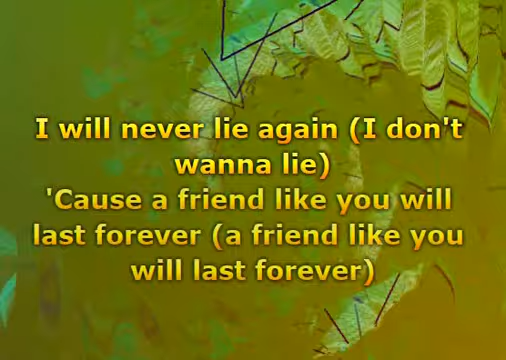 I will never lie again (I don't
wanna lie)
'Cause a friend like you will
last forever (a friend like you
will last forever)